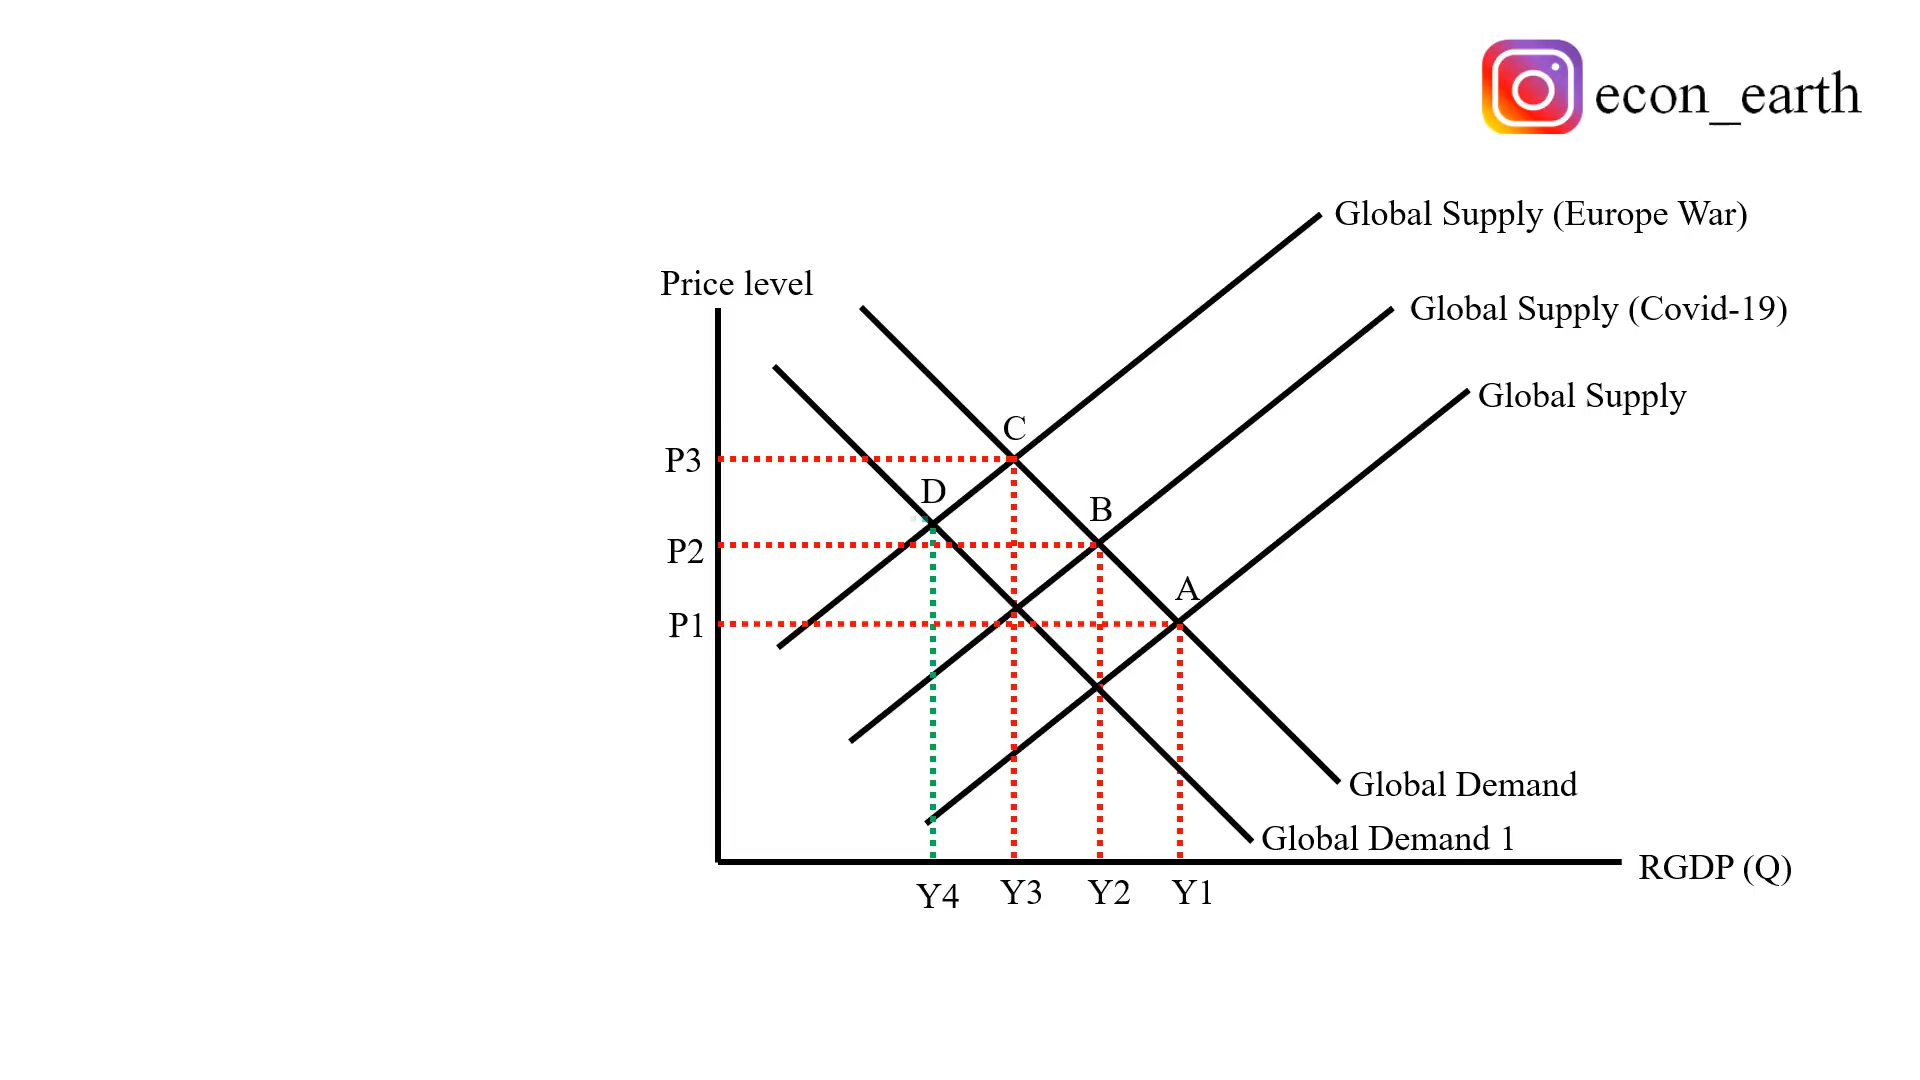 econ_earth
Global Supply (Europe War)
Price level
Global Supply (Covid-19)
Global Supply
C
P3
D
B
P2
A
P1
Global Demand
Global Demand 1
RGDP (Q)
Y4
Y3
Y2
Y1